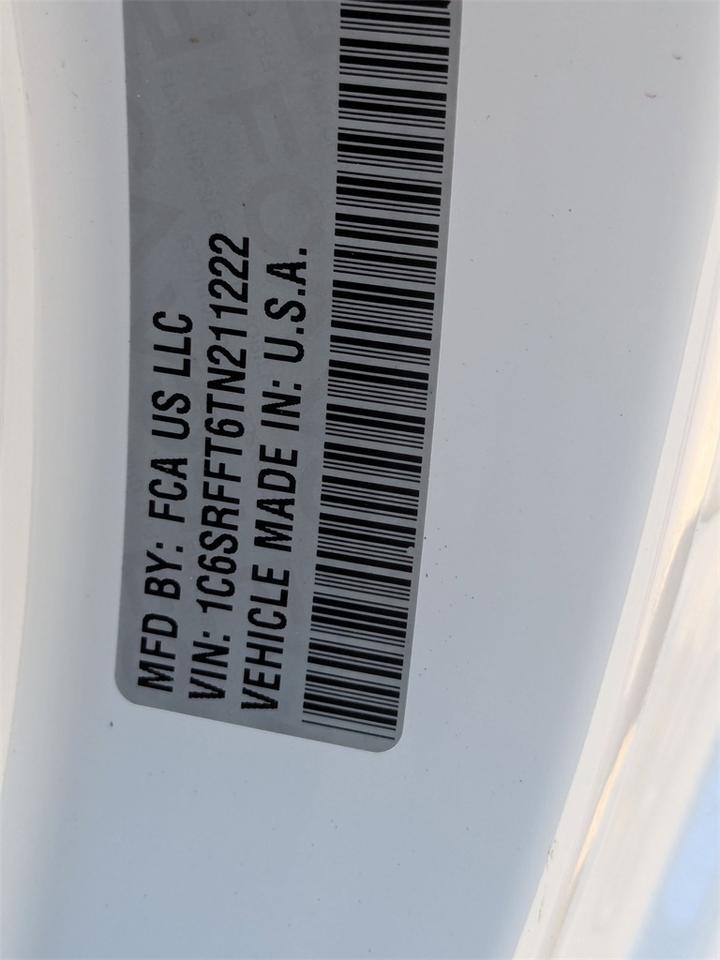 MFD BY: FCA US LLC
VIN: 1C6SRFFT6TN211222
VEHICLE MADE IN: U.S.A.